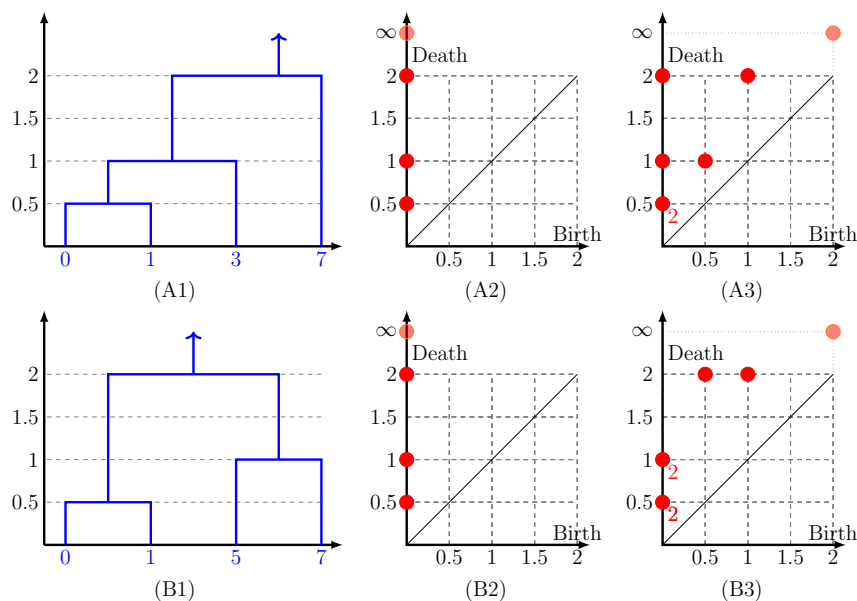 ∞ Death ∞ Death
2 2 2
1.5 1.5 1.5
1 1 1
0.5 0.5 0.5 2
Birth Birth
0 1 3 7 0.5 1 1.5 2 0.5 1 1.5 2
(A1) (A2) (A3)
∞ Death ∞ Death
2 2 2
1.5 1.5 1.5
1 1 1 2
0.5 0.5 0.5 2
Birth Birth
0 1 5 7 0.5 1 1.5 2 0.5 1 1.5 2
(B1) (B2) (B3)